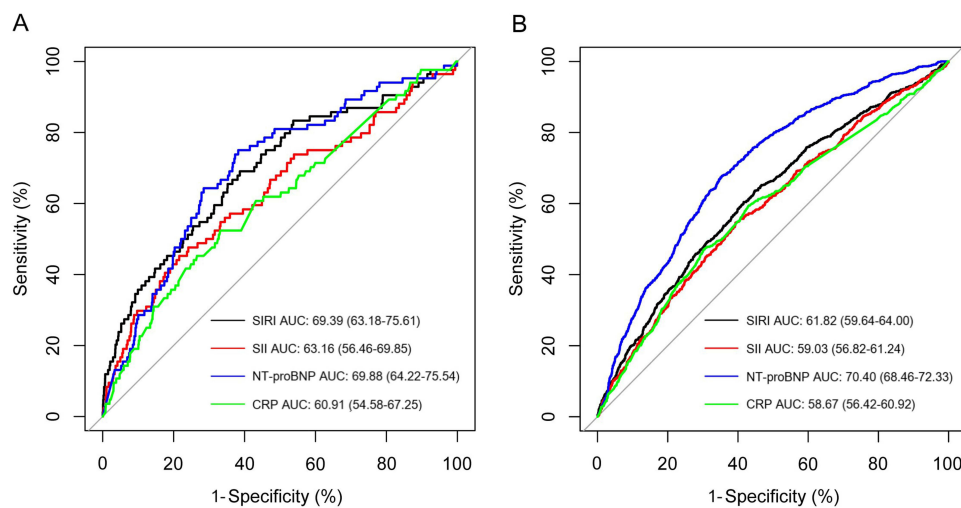 A
100
80
60
40
20
0
Sensitivity (%)
SIRI AUC: 69.39 (63.18-75.61)
SII AUC: 63.16 (56.46-69.85)
NT-proBNP AUC: 69.88 (64.22-75.54)
CRP AUC: 60.91 (54.58-67.25)
0 20 40 60 80 100
1- Specificity (%)
B
100
80
60
40
20
0
Sensitivity (%)
SIRI AUC: 61.82 (59.64-64.00)
SII AUC: 59.03 (56.82-61.24)
NT-proBNP AUC: 70.40 (68.46-72.33)
CRP AUC: 58.67 (56.42-60.92)
0 20 40 60 80 100
1- Specificity (%)